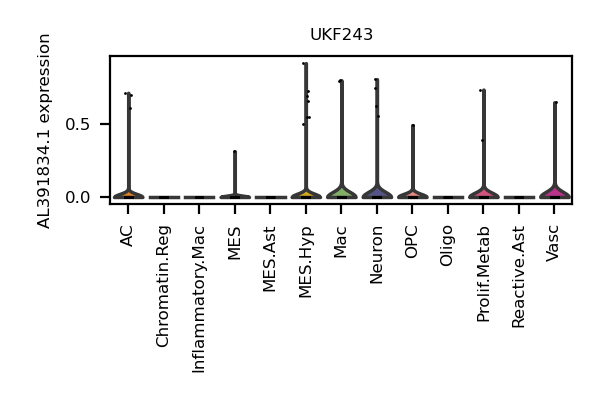 UKF243
AL391834.1 expression
0.5
0.0
AC
Chromatin.Reg
Inflammatory.Mac
MES
MES.Ast
MES.Hyp
Mac
Neuron
OPC
Oligo
Prolif.Metab
Reactive.Ast
Vasc